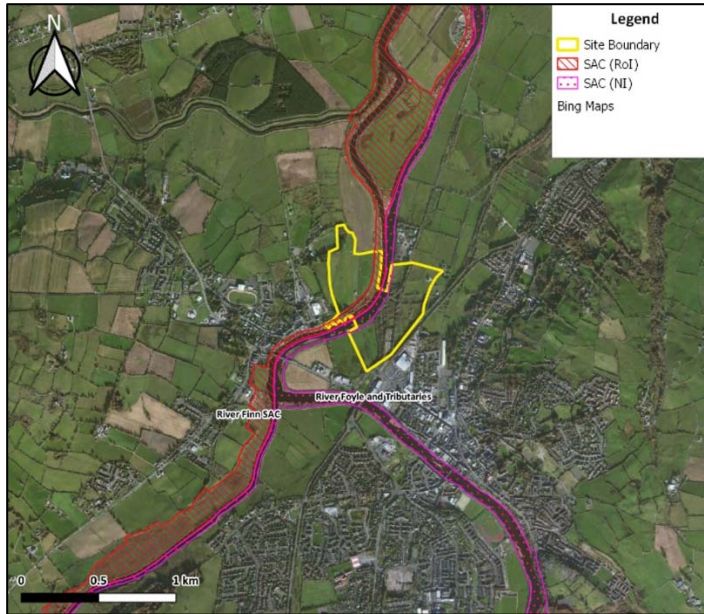 N
Legend
Site Boundary
SAC (RoI)
SAC (NI)
Bing Maps
River Foyle and Tributaries
River Finn SAC
0 0.5 1 km